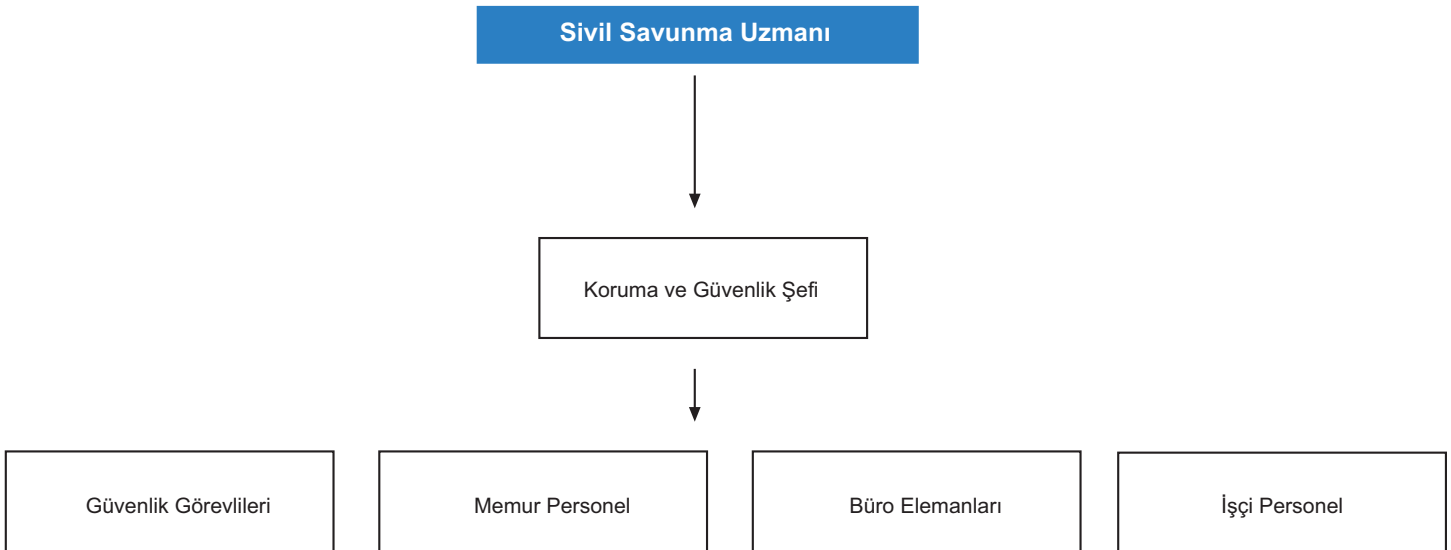 Sivil Savunma Uzmanı
Koruma ve Güvenlik Şefi
Güvenlik Görevlileri
Memur Personel
Büro Elemanları
İşçi Personel